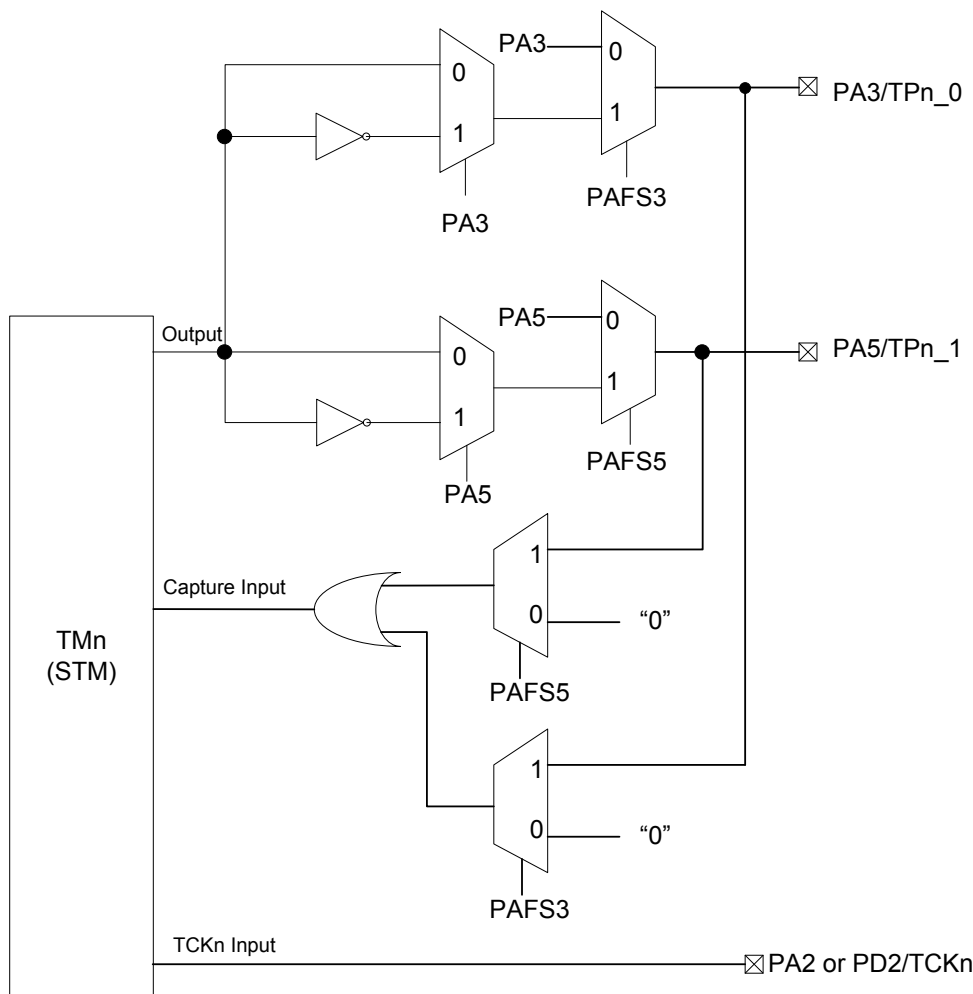 PA3
0
0
1
1
PA3/TPn_0
PAFS3
PA3
PA5
0
Output
0
PA5/TPn_1
1
1
PAFS5
PA5
1
Capture Input
0
“0”
TMn
(STM)
PAFS5
1
0
“0”
PAFS3
TCKn Input
PA2 or PD2/TCKn